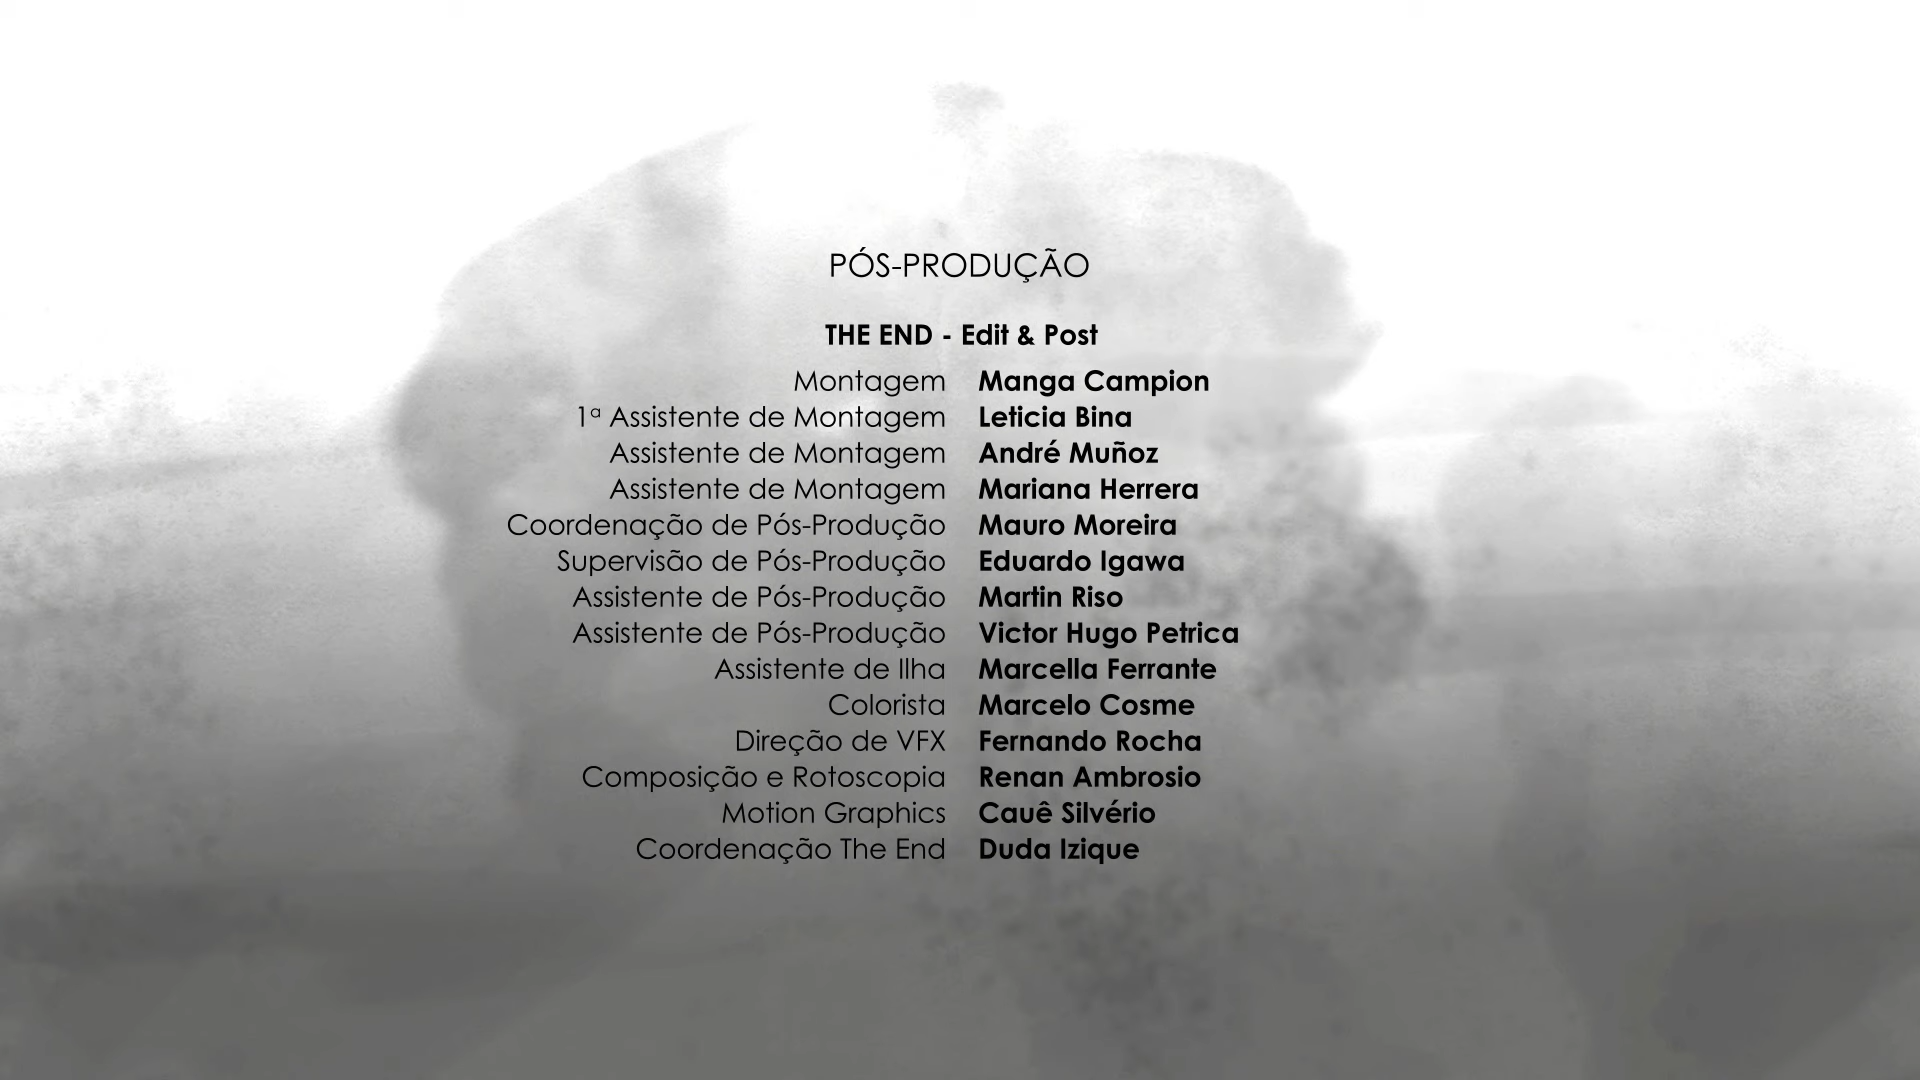 PÓS-PRODUÇÃO
THE END - Edit & Post
Montagem Manga Campion
1ª Assistente de Montagem Leticia Bina
Assistente de Montagem André Muñoz
Assistente de Montagem Mariana Herrera
Coordenação de Pós-Produção Mauro Moreira
Supervisão de Pós-Produção Eduardo Igawa
Assistente de Pós-Produção Martin Riso
Assistente de Pós-Produção Victor Hugo Petrica
Assistente de Ilha Marcella Ferrante
Colorista Marcelo Cosme
Direção de VFX Fernando Rocha
Composição e Rotoscopia Renan Ambrosio
Motion Graphics Cauê Silvério
Coordenação The End Duda Izique